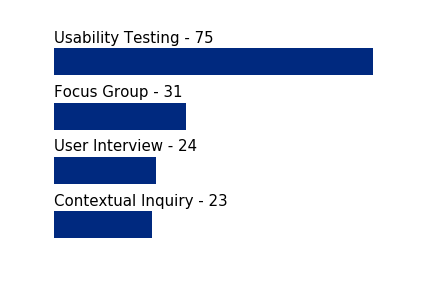 Usability Testing - 75
Focus Group - 31
User Interview - 24
Contextual Inquiry - 23